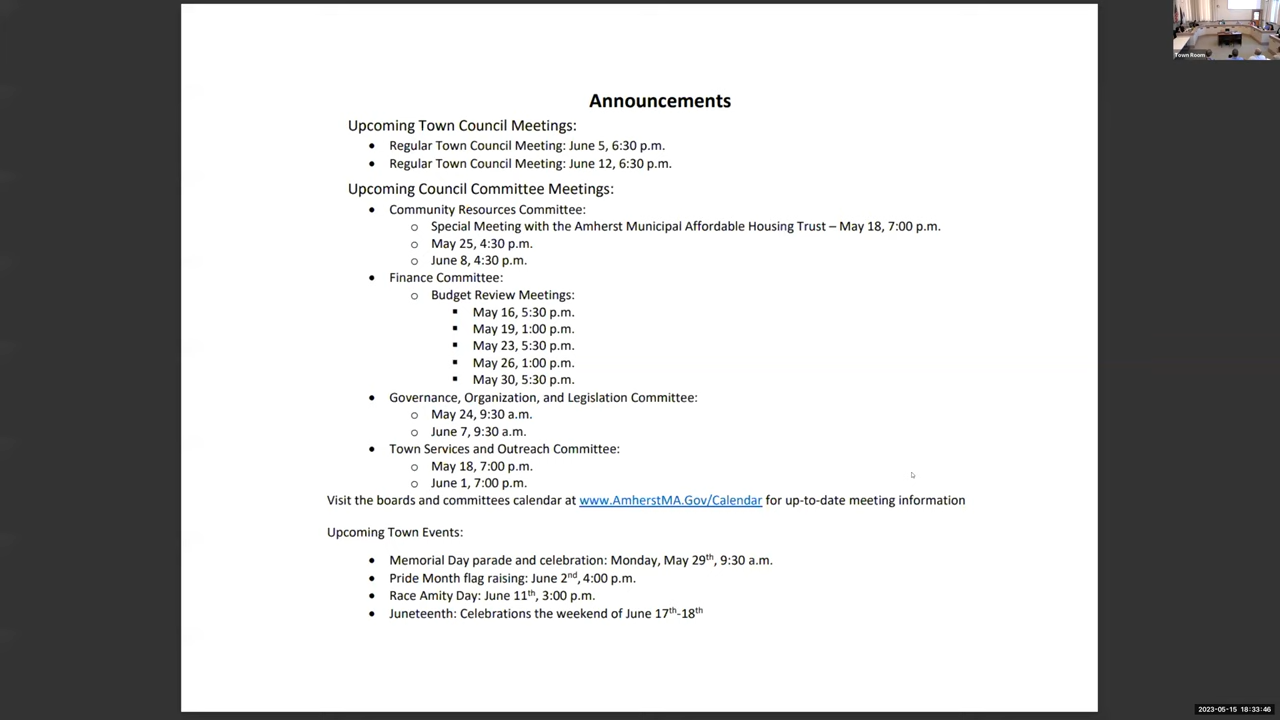 Town Room
Announcements
Upcoming Town Council Meetings:
• Regular Town Council Meeting: June 5, 6:30 p.m.
• Regular Town Council Meeting: June 12, 6:30 p.m.
Upcoming Council Committee Meetings:
• Community Resources Committee:
o Special Meeting with the Amherst Municipal Affordable Housing Trust – May 18, 7:00 p.m.
o May 25, 4:30 p.m.
o June 8, 4:30 p.m.
• Finance Committee:
o Budget Review Meetings:
▪ May 16, 5:30 p.m.
▪ May 19, 1:00 p.m.
▪ May 23, 5:30 p.m.
▪ May 26, 1:00 p.m.
▪ May 30, 5:30 p.m.
• Governance, Organization, and Legislation Committee:
o May 24, 9:30 a.m.
o June 7, 9:30 a.m.
• Town Services and Outreach Committee:
o May 18, 7:00 p.m.
o June 1, 7:00 p.m.
Visit the boards and committees calendar at www.AmherstMA.Gov/Calendar for up-to-date meeting information
Upcoming Town Events:
• Memorial Day parade and celebration: Monday, May 29th, 9:30 a.m.
• Pride Month flag raising: June 2nd, 4:00 p.m.
• Race Amity Day: June 11th, 3:00 p.m.
• Juneteenth: Celebrations the weekend of June 17th-18th
2023-05-15 18:33:46